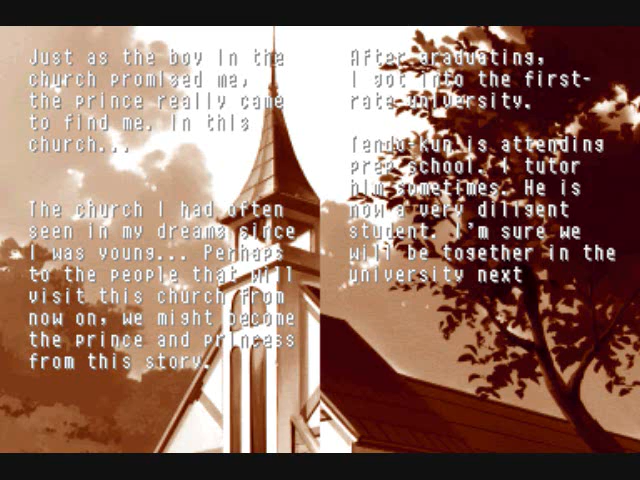 Just as the boy in the
church promised me,
the prince really came
to find me. In this
church...
The church I had often
seen in my dreams since
I was young... Perhaps
to the people that will
visit this church from
now on, we might become
the prince and princess
from this story.
After graduating,
I got into the first-
rate university.
Tendo-kun is attending
prep school. I tutor
him sometimes. He is
now a very diligent
student. I'm sure we
will be together in the
university next